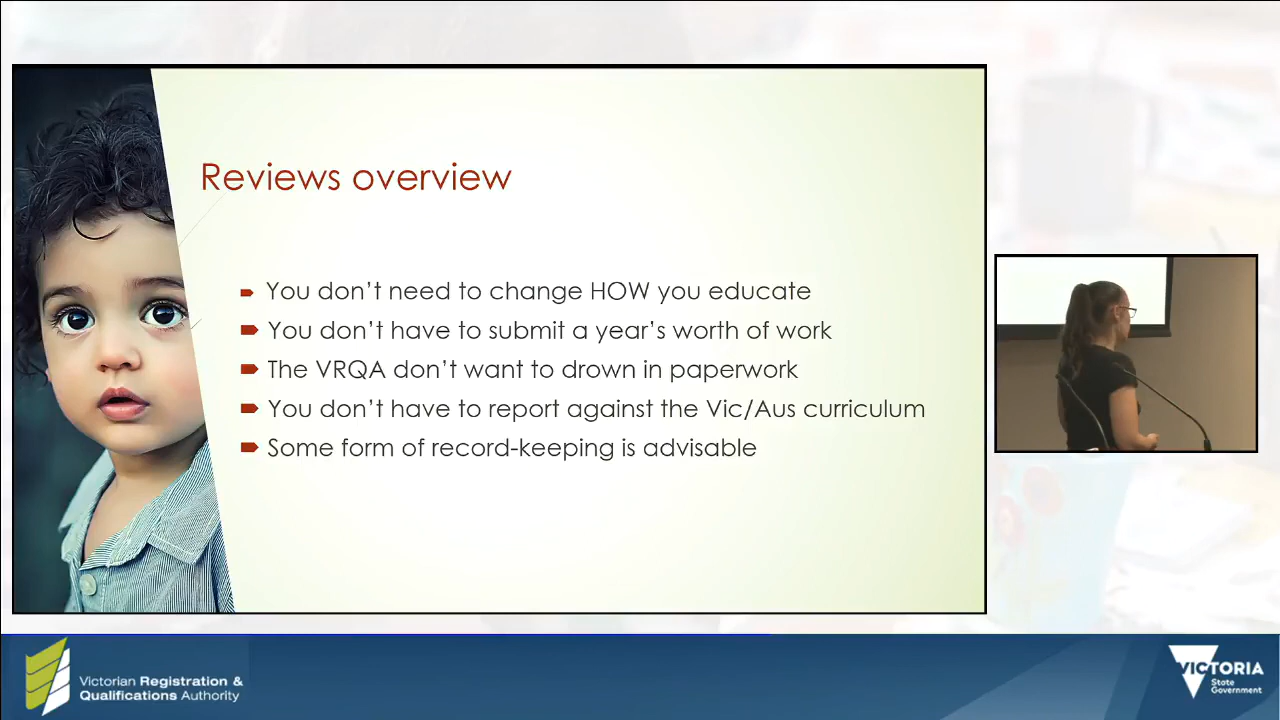 Reviews overview
You don't need to change HOW you educate
You don't have to submit a year's worth of work
The VRQA don't want to drown in paperwork
You don't have to report against the Vic/Aus curriculum
Some form of record-keeping is advisable
Victorian Registration &
Qualifications Authority
VICTORIA
State
Government